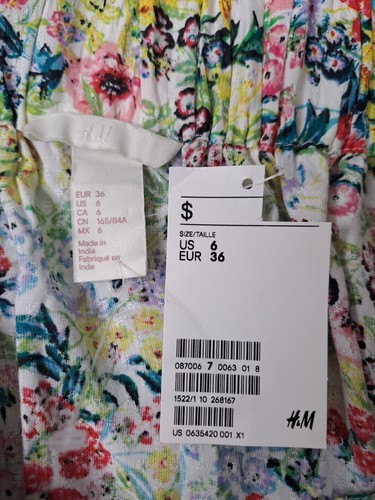 H&M
EUR 36
US 6
CA 6
CN 165/84A
MX 6
Made in
India
Fabriqué en
Inde
$
SIZE/TAILLE
US 6
EUR 36
087006 7 0063 01 8
1522/1 10 268167
H&M
US 0635420 001 X1